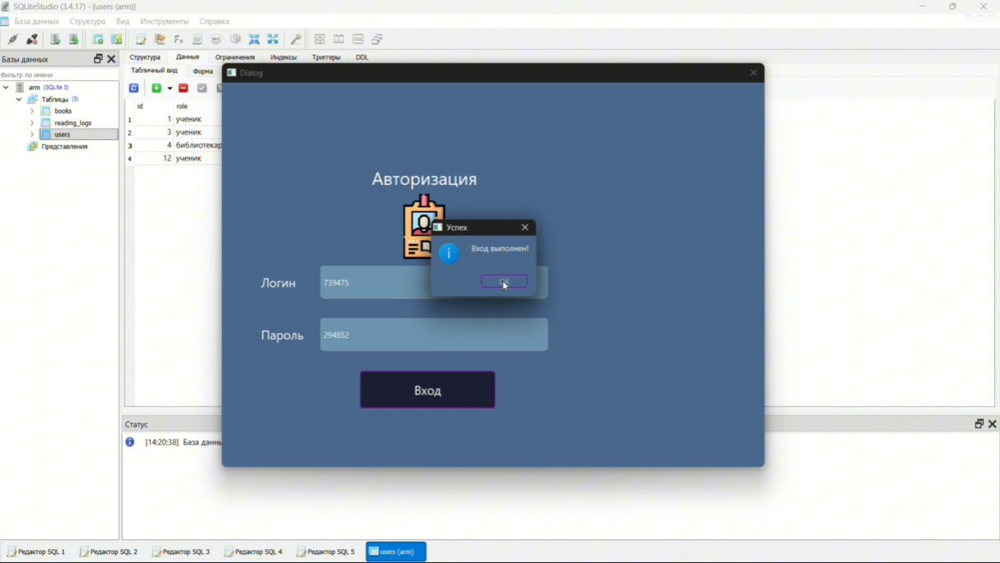 SQLiteStudio (3.4.17) - [users (arm)]
База данных Структура Вид Инструменты Справка
Базы данных
Структура Данные Ограничения Индексы Триггеры DDL
Табличный вид Форма
Фильтр по имени
arm (SQLite 3)
Таблицы (3)
books
reading_logs
users
Представления
id role
1 1 ученик
2 3 ученик
3 4 библиотекар
4 12 ученик
Dialog
Авторизация
Успех
Вход выполнен!
OK
Логин 739475
Пароль 294852
Вход
Статус
[14:20:38] База данн
Редактор SQL 1 Редактор SQL 2 Редактор SQL 3 Редактор SQL 4 Редактор SQL 5 users (arm)